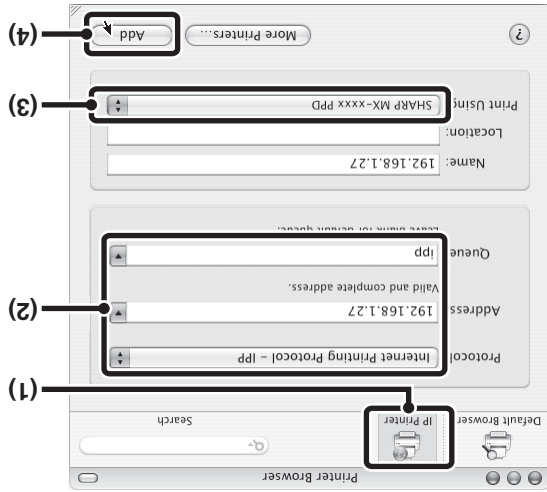 Printer Browser
Default Browser
IP Printer
Search
(1)
Protocol: Internet Printing Protocol - IPP
Address: 192.168.1.27
Valid and complete address.
(2)
Queue: ipp
Leave blank for default queue.
Name: 192.168.1.27
Location:
Print Using: SHARP MX-xxxx PPD
(3)
?
More Printers...
Add
(4)